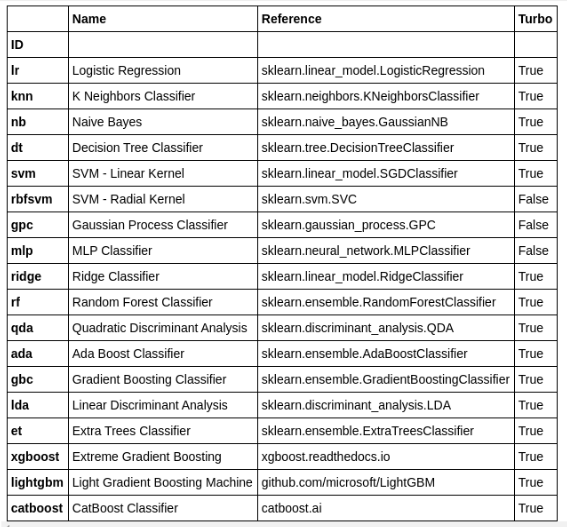 Name Reference Turbo
ID
lr Logistic Regression sklearn.linear_model.LogisticRegression True
knn K Neighbors Classifier sklearn.neighbors.KNeighborsClassifier True
nb Naive Bayes sklearn.naive_bayes.GaussianNB True
dt Decision Tree Classifier sklearn.tree.DecisionTreeClassifier True
svm SVM - Linear Kernel sklearn.linear_model.SGDClassifier True
rbfsvm SVM - Radial Kernel sklearn.svm.SVC False
gpc Gaussian Process Classifier sklearn.gaussian_process.GPC False
mlp MLP Classifier sklearn.neural_network.MLPClassifier False
ridge Ridge Classifier sklearn.linear_model.RidgeClassifier True
rf Random Forest Classifier sklearn.ensemble.RandomForestClassifier True
qda Quadratic Discriminant Analysis sklearn.discriminant_analysis.QDA True
ada Ada Boost Classifier sklearn.ensemble.AdaBoostClassifier True
gbc Gradient Boosting Classifier sklearn.ensemble.GradientBoostingClassifier True
lda Linear Discriminant Analysis sklearn.discriminant_analysis.LDA True
et Extra Trees Classifier sklearn.ensemble.ExtraTreesClassifier True
xgboost Extreme Gradient Boosting xgboost.readthedocs.io True
lightgbm Light Gradient Boosting Machine github.com/microsoft/LightGBM True
catboost CatBoost Classifier catboost.ai True